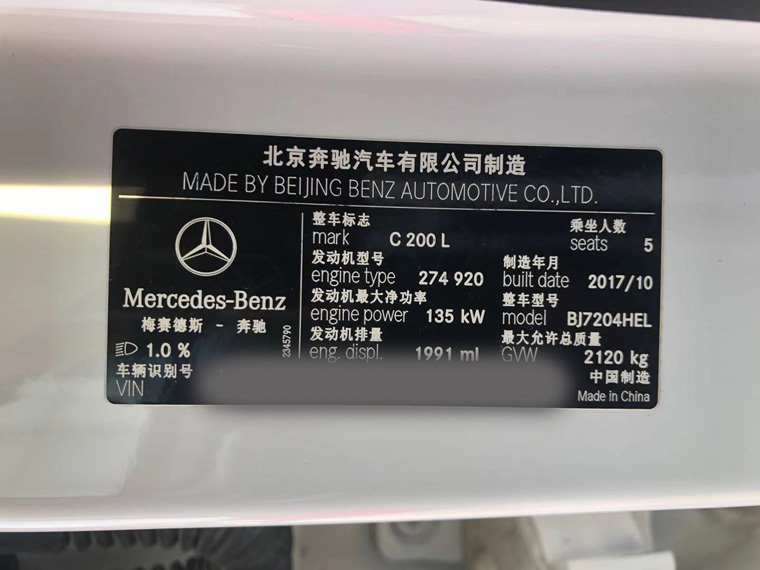 北京奔驰汽车有限公司制造
MADE BY BEIJING BENZ AUTOMOTIVE CO.,LTD.
Mercedes-Benz
梅赛德斯 - 奔驰
1.0 %
车辆识别号
VIN
2345790
整车标志
mark C 200 L
乘坐人数
seats 5
发动机型号
engine type 274 920
制造年月
built date 2017/10
发动机最大净功率
engine power 135 kW
整车型号
model BJ7204HEL
发动机排量
eng. displ. 1991 ml
最大允许总质量
GVW 2120 kg
中国制造
Made in China